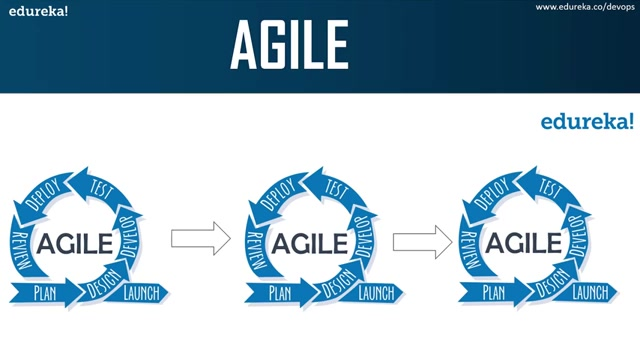 edureka!
www.edureka.co/devops
AGILE
edureka!
DEPLOY
TEST
REVIEW
AGILE
DEVELOP
PLAN
DESIGN
LAUNCH
DEPLOY
TEST
REVIEW
AGILE
DEVELOP
PLAN
DESIGN
LAUNCH
DEPLOY
TEST
REVIEW
AGILE
DEVELOP
PLAN
DESIGN
LAUNCH